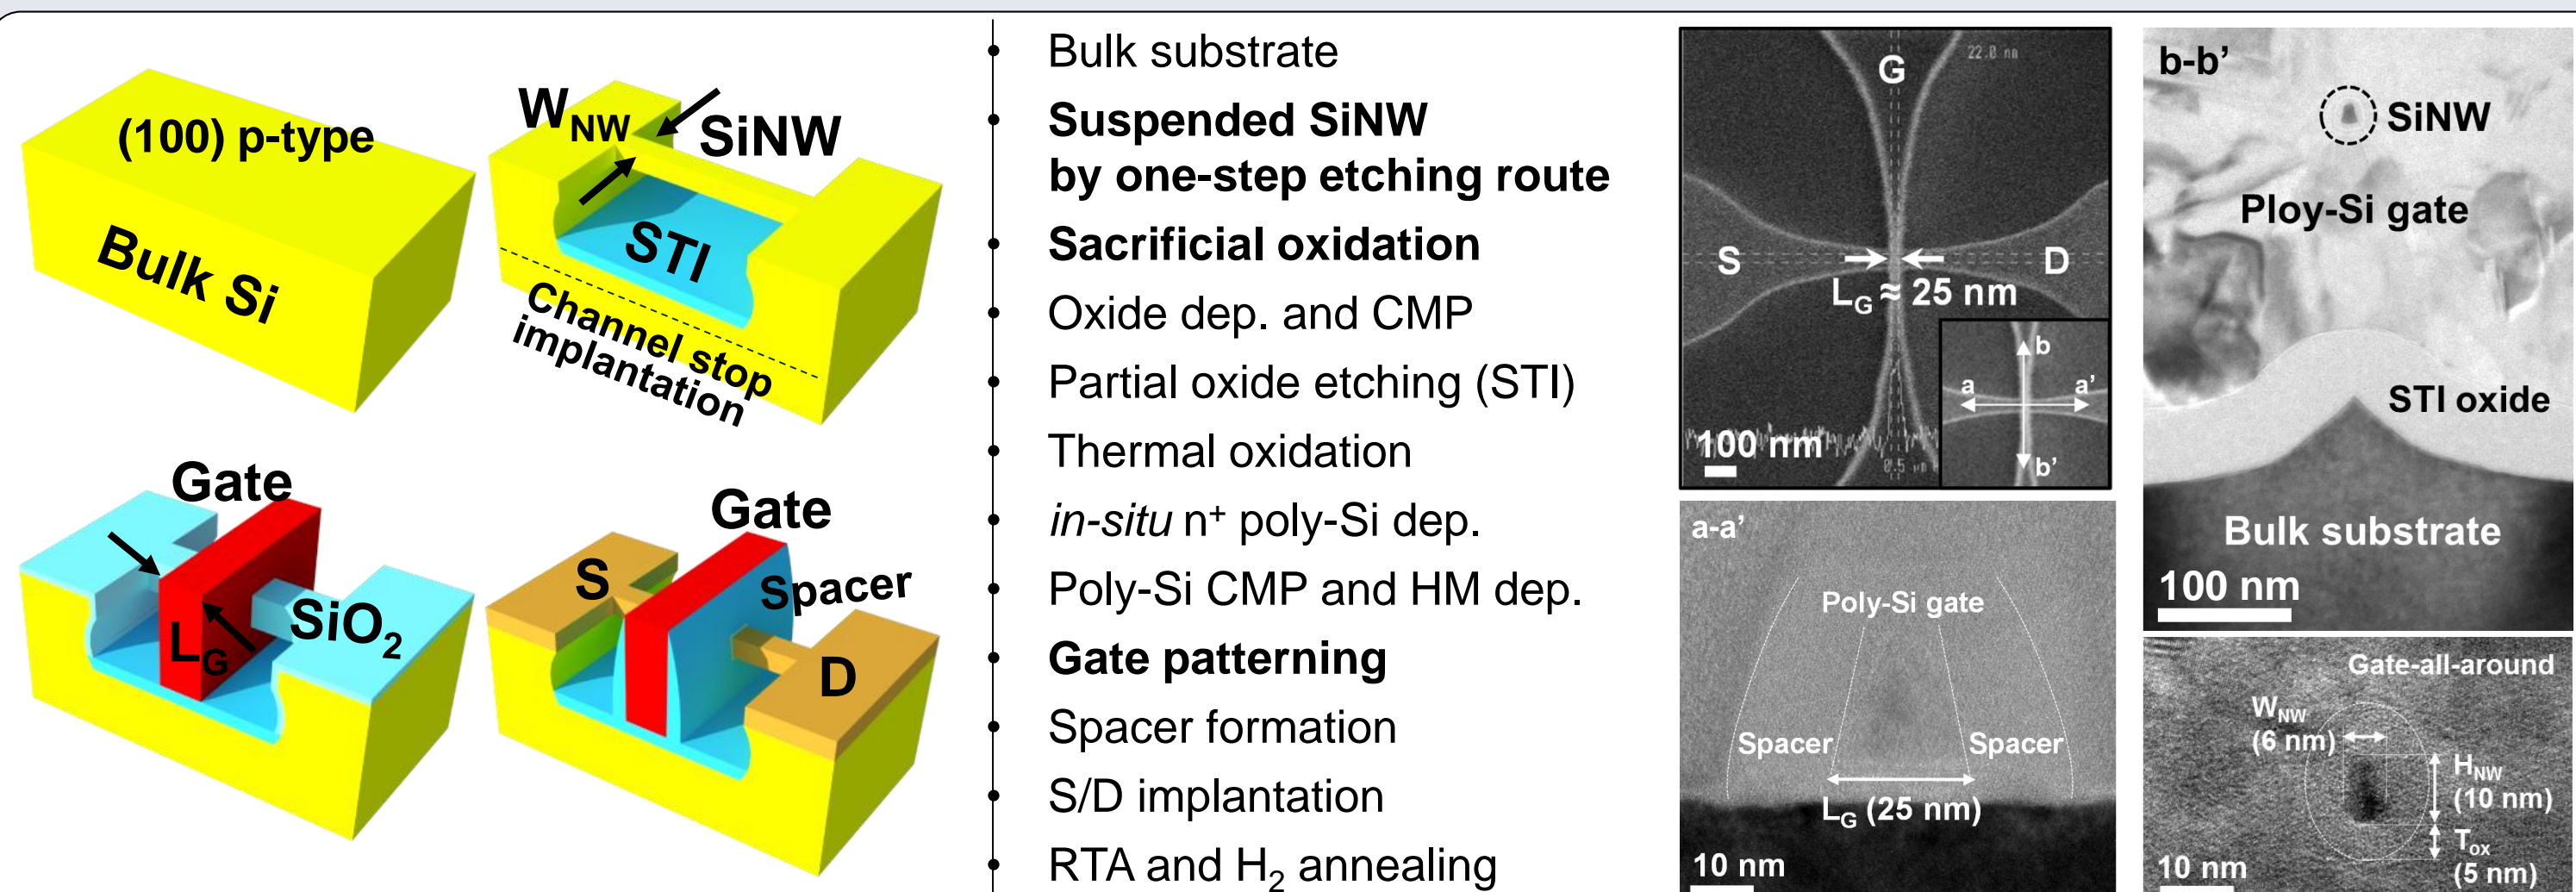 (100) p-type
Bulk Si
W_NW
SiNW
STI
Channel stop
implantation
Gate
L_G
SiO₂
Gate
S
Spacer
D
• Bulk substrate
• Suspended SiNW
by one-step etching route
• Sacrificial oxidation
• Oxide dep. and CMP
• Partial oxide etching (STI)
• Thermal oxidation
• in-situ n⁺ poly-Si dep.
• Poly-Si CMP and HM dep.
• Gate patterning
• Spacer formation
• S/D implantation
• RTA and H₂ annealing
G
22.0 nm
S
D
L_G ≈ 25 nm
100 nm
0.5 µm
b
a
a’
b’
a-a’
Poly-Si gate
Spacer
Spacer
L_G (25 nm)
10 nm
b-b’
SiNW
Ploy-Si gate
STI oxide
Bulk substrate
100 nm
Gate-all-around
W_NW
(6 nm)
H_NW
(10 nm)
T_ox
(5 nm)
10 nm